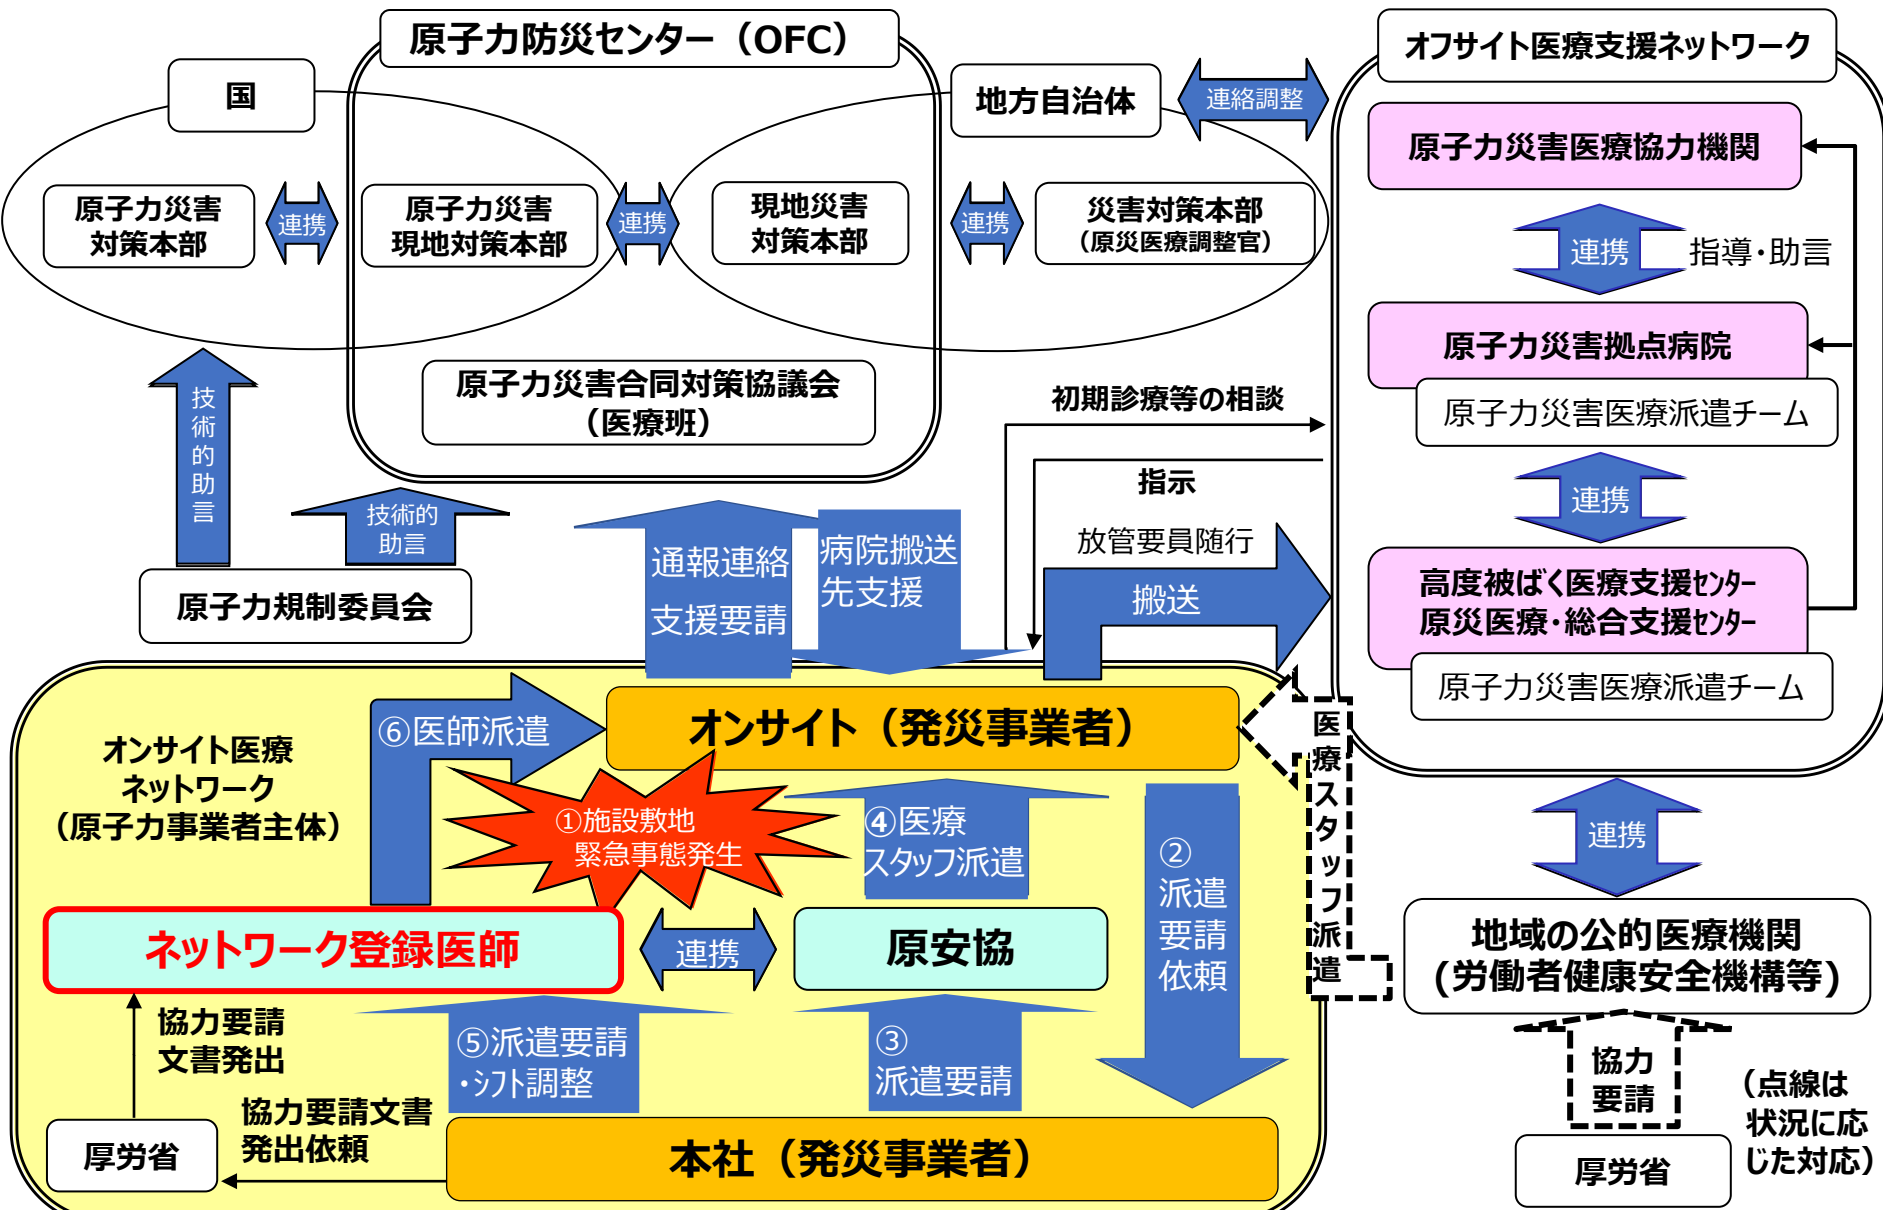 原子力防災センター（OFC）
オフサイト医療支援ネットワーク
国
地方自治体
連絡調整
原子力災害医療協力機関
原子力災害
対策本部
連携
原子力災害
現地対策本部
連携
現地災害
対策本部
連携
災害対策本部
（原災医療調整官）
連携
指導・助言
原子力災害拠点病院
原子力災害医療派遣チーム
原子力災害合同対策協議会
（医療班）
初期診療等の相談
指示
技術的助言
技術的
助言
連携
原子力規制委員会
通報連絡
支援要請
病院搬送
先支援
放管要員随行
搬送
高度被ばく医療支援センター
原災医療・総合支援センター
原子力災害医療派遣チーム
オンサイト医療
ネットワーク
（原子力事業者主体）
⑥医師派遣
オンサイト（発災事業者）
医療スタッフ派遣
①施設敷地
緊急事態発生
④医療
スタッフ派遣
②
派遣
要請
依頼
連携
ネットワーク登録医師
連携
原安協
地域の公的医療機関
(労働者健康安全機構等)
協力要請
文書発出
⑤派遣要請
・シフト調整
③
派遣要請
協力
要請
（点線は
状況に応
じた対応）
厚労省
協力要請文書
発出依頼
本社（発災事業者）
厚労省